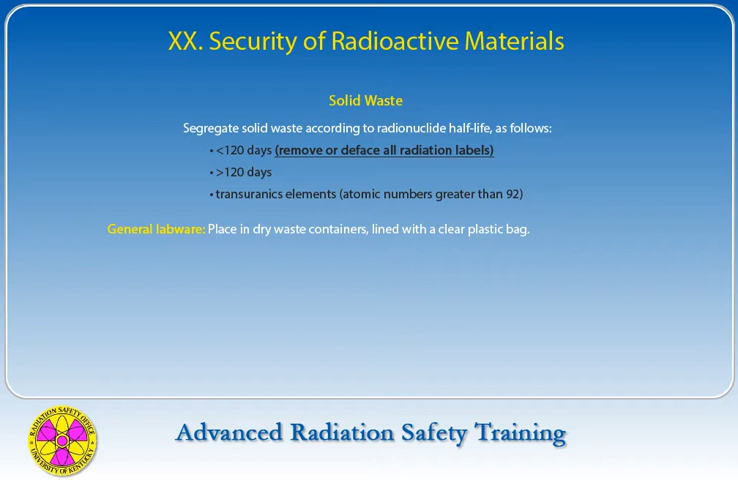 XX. Security of Radioactive Materials
Solid Waste
Segregate solid waste according to radionuclide half-life, as follows:
• <120 days (remove or deface all radiation labels)
• >120 days
• transuranics elements (atomic numbers greater than 92)
General labware: Place in dry waste containers, lined with a clear plastic bag.
RADIATION SAFETY OFFICE
UNIVERSITY OF KENTUCKY
Advanced Radiation Safety Training